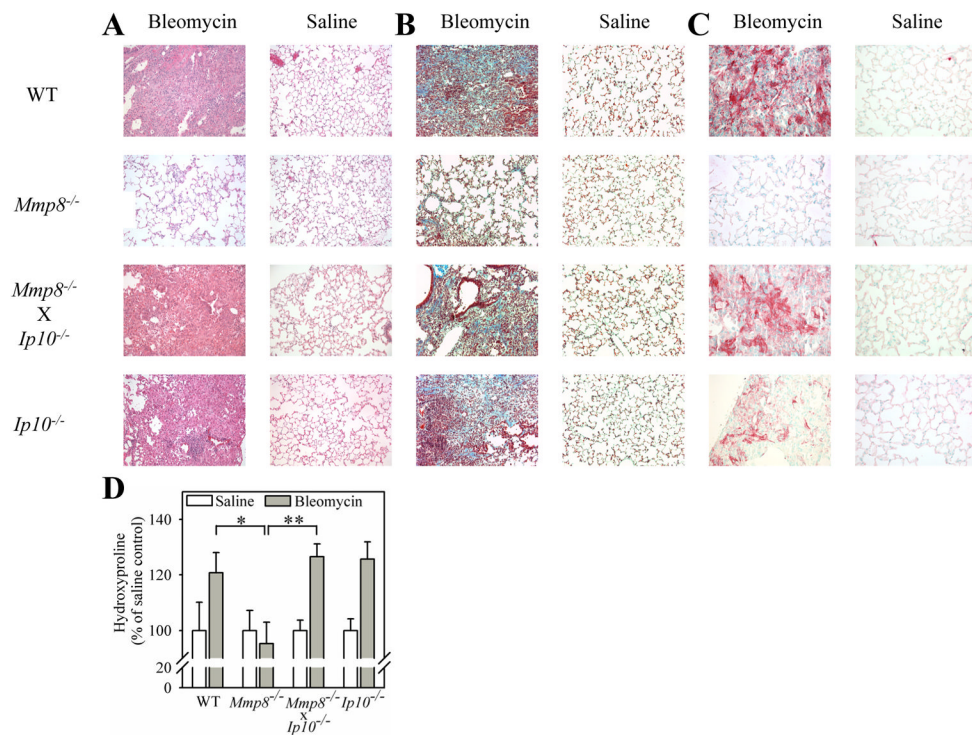 A Bleomycin Saline B Bleomycin Saline C Bleomycin Saline
WT
Mmp8-/-
Mmp8-/-
X
Ip10-/-
Ip10-/-
D
Saline Bleomycin
140
* **
120
100
20
0
Hydroxyproline
(% of saline control)
WT Mmp8-/- Mmp8-/- Ip10-/-
x
Ip10-/-